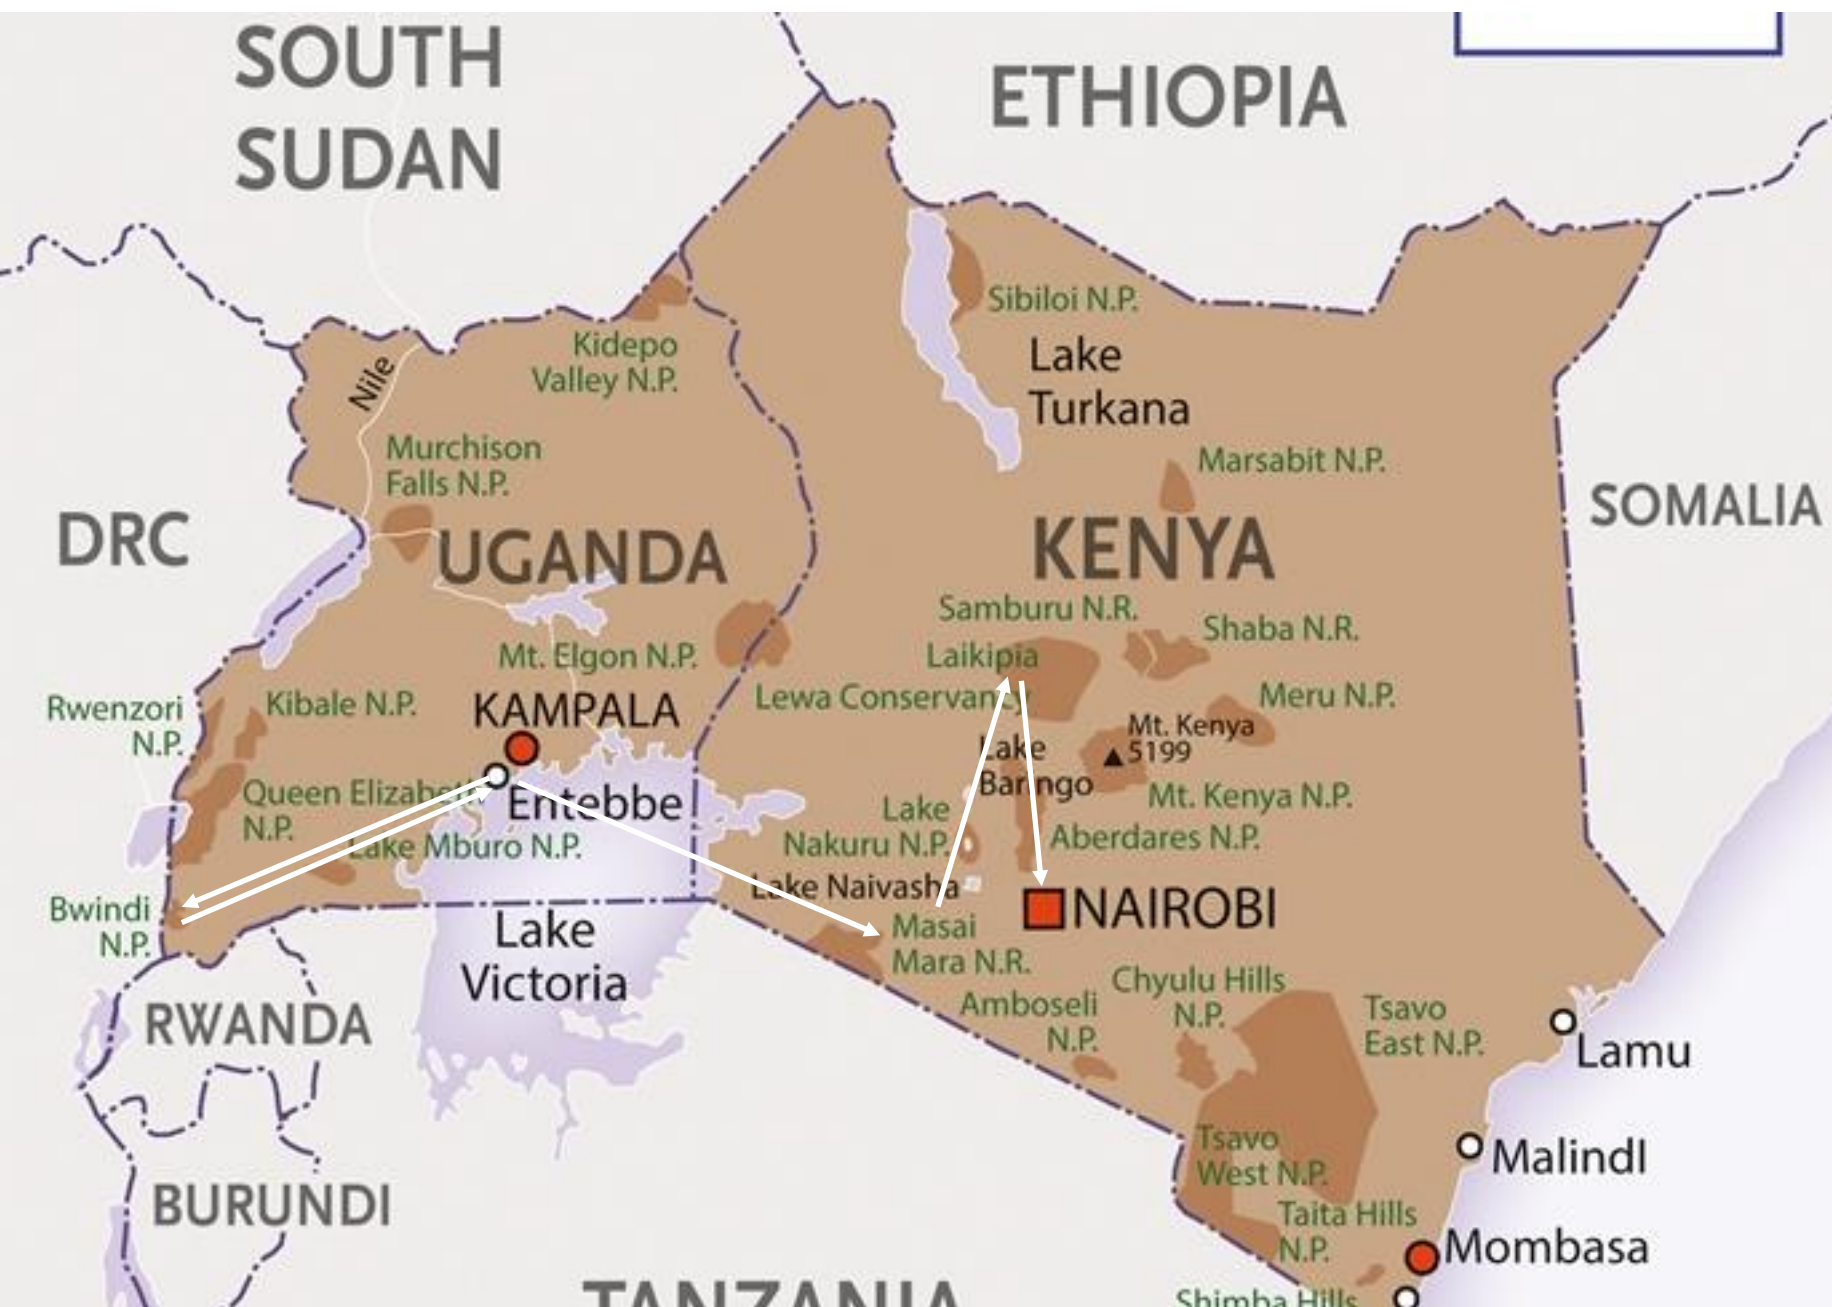 SOUTH
SUDAN
ETHIOPIA
Sibiloi N.P.
Kidepo
Valley N.P.
Lake
Turkana
Nile
Murchison
Falls N.P.
Marsabit N.P.
DRC
UGANDA
KENYA
SOMALIA
Samburu N.R.
Shaba N.R.
Mt. Elgon N.P.
Laikipia
Rwenzori
N.P.
Kibale N.P.
KAMPALA
Lewa Conservancy
Meru N.P.
Mt. Kenya
5199
Lake
Baringo
Queen Elizabeth
N.P.
Entebbe
Lake
Nakuru N.P.
Mt. Kenya N.P.
Aberdares N.P.
Lake Mburo N.P.
Lake Naivasha
Bwindi
N.P.
Lake
Victoria
Masai
Mara N.R.
NAIROBI
RWANDA
Amboseli
N.P.
Chyulu Hills
N.P.
Tsavo
East N.P.
Lamu
Tsavo
West N.P.
MalindI
BURUNDI
Taita Hills
N.P.
Mombasa
TANZANIA
Shimba Hills